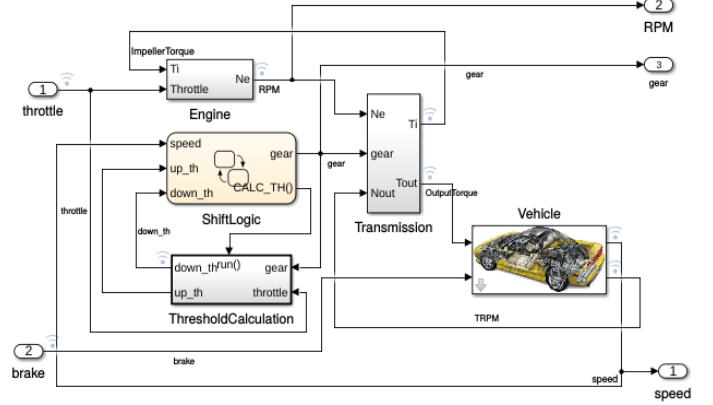 2
RPM
ImpellerTorque
Ti
Ne
RPM
Throttle
Engine
1
throttle
3
gear
gear
Ne
Ti
gear
Nout
Tout
OutputTorque
Transmission
speed
up_th
down_th
gear
CALC_TH()
ShiftLogic
gear
throttle
down_th
Vehicle
down_th
run()
gear
up_th
throttle
ThresholdCalculation
TRPM
2
brake
brake
speed
1
speed